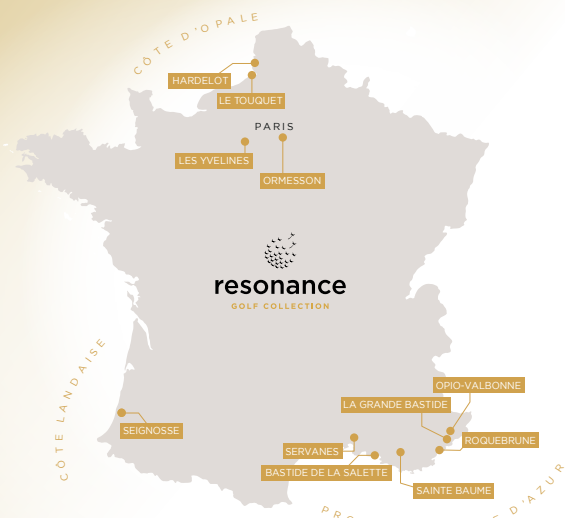 CÔTE D'OPALE
HARDELOT
LE TOUQUET
PARIS
LES YVELINES
ORMESSON
resonance
GOLF COLLECTION
CÔTE LANDAISE
OPIO-VALBONNE
LA GRANDE BASTIDE
SEIGNOSSE
ROQUEBRUNE
SERVANES
BASTIDE DE LA SALETTE
SAINTE BAUME
D'AZUR